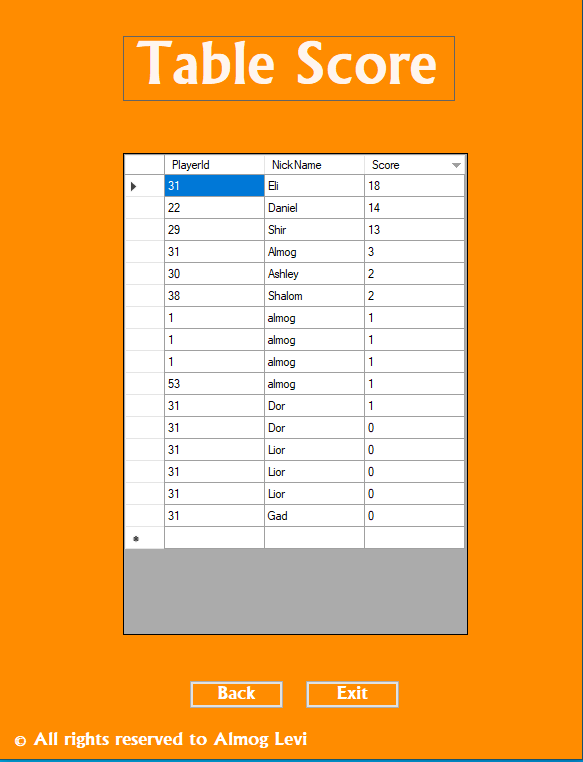 Table Score
PlayerId NickName Score
31 Eli 18
22 Daniel 14
29 Shir 13
31 Almog 3
30 Ashley 2
38 Shalom 2
1 almog 1
1 almog 1
1 almog 1
53 almog 1
31 Dor 1
31 Dor 0
31 Lior 0
31 Lior 0
31 Lior 0
31 Gad 0
Back Exit
© All rights reserved to Almog Levi